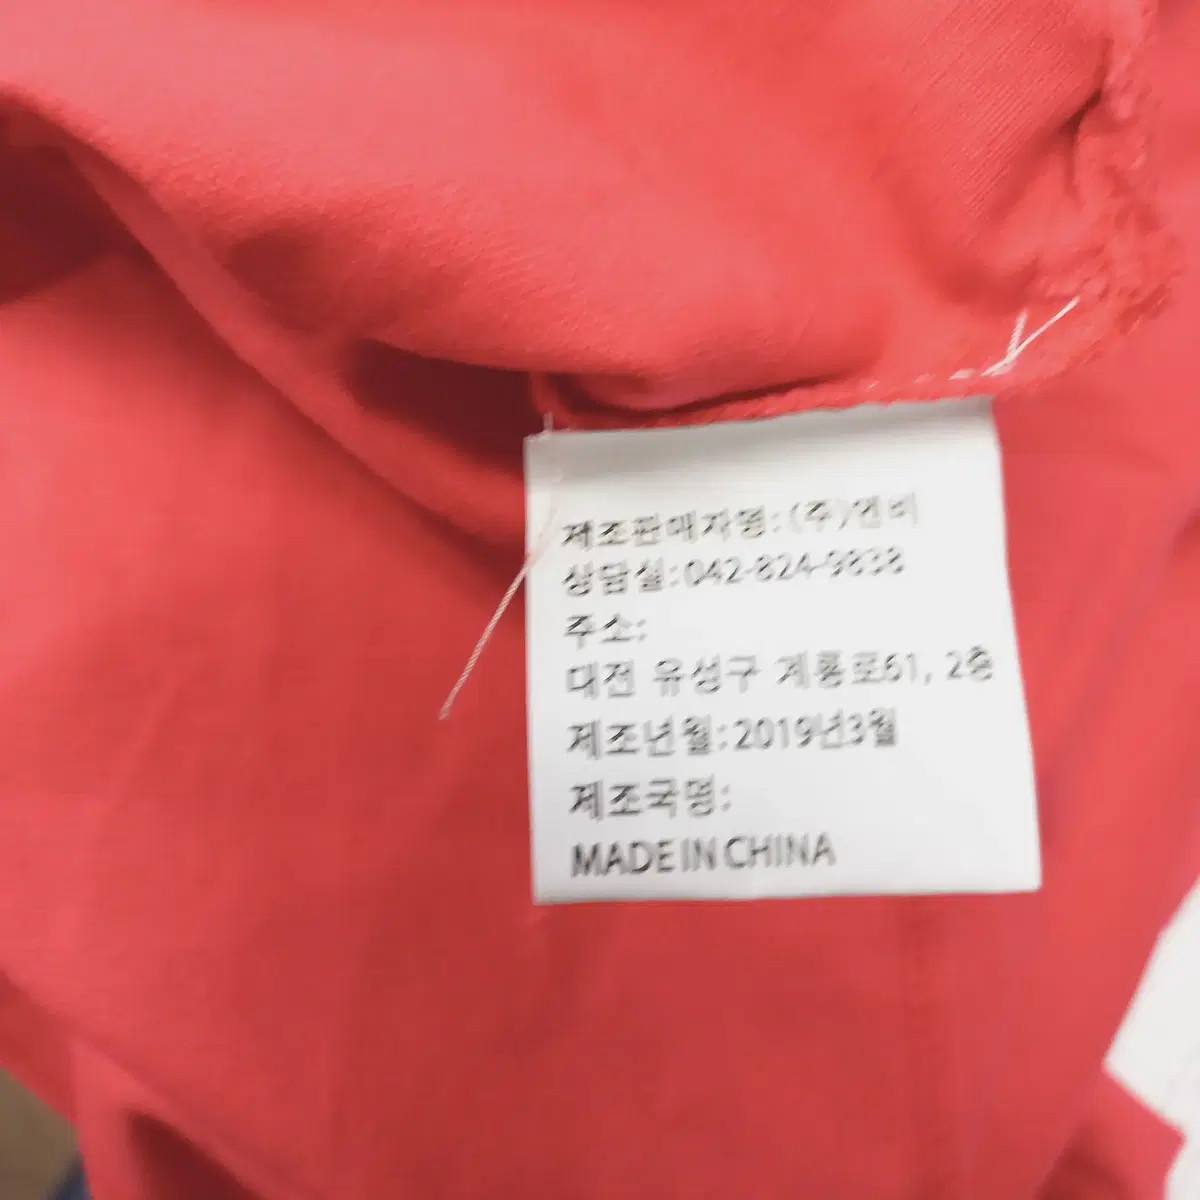 제조판매자명:(주)앤비
상담실:042-824-9838
주소:
대전 유성구 계룡로61, 2층
제조년월:2019년3월
제조국명:
MADE IN CHINA